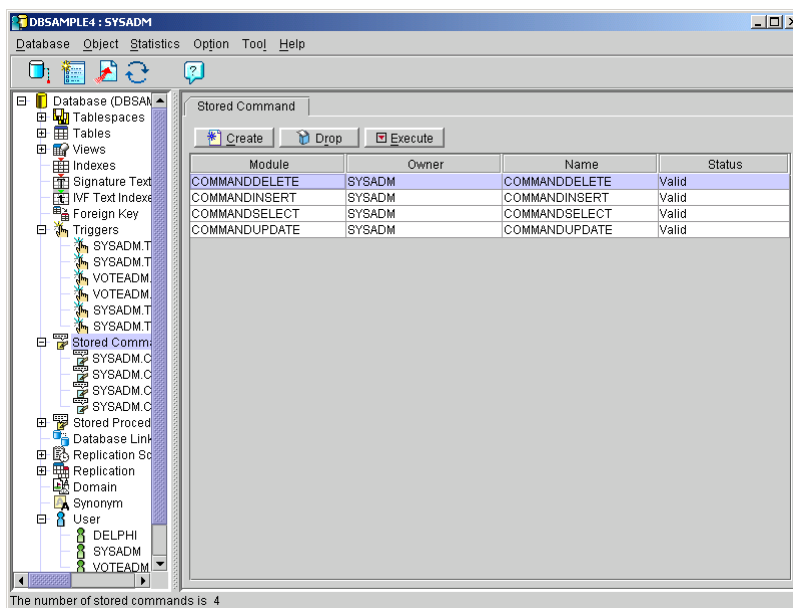 DBSAMPLE4 : SYSADM
Database Object Statistics Option Tool Help
Database (DBSAM
Tablespaces
Tables
Views
Indexes
Signature Text
IVF Text Indexe
Foreign Key
Triggers
SYSADM.T
SYSADM.T
VOTEADM.
VOTEADM.
SYSADM.T
SYSADM.T
Stored Comma
SYSADM.C
SYSADM.C
SYSADM.C
SYSADM.C
Stored Proced
Database Link
Replication Sc
Replication
Domain
Synonym
User
DELPHI
SYSADM
VOTEADM
Stored Command
Create Drop Execute
Module Owner Name Status
COMMANDDELETE SYSADM COMMANDDELETE Valid
COMMANDINSERT SYSADM COMMANDINSERT Valid
COMMANDSELECT SYSADM COMMANDSELECT Valid
COMMANDUPDATE SYSADM COMMANDUPDATE Valid
The number of stored commands is 4